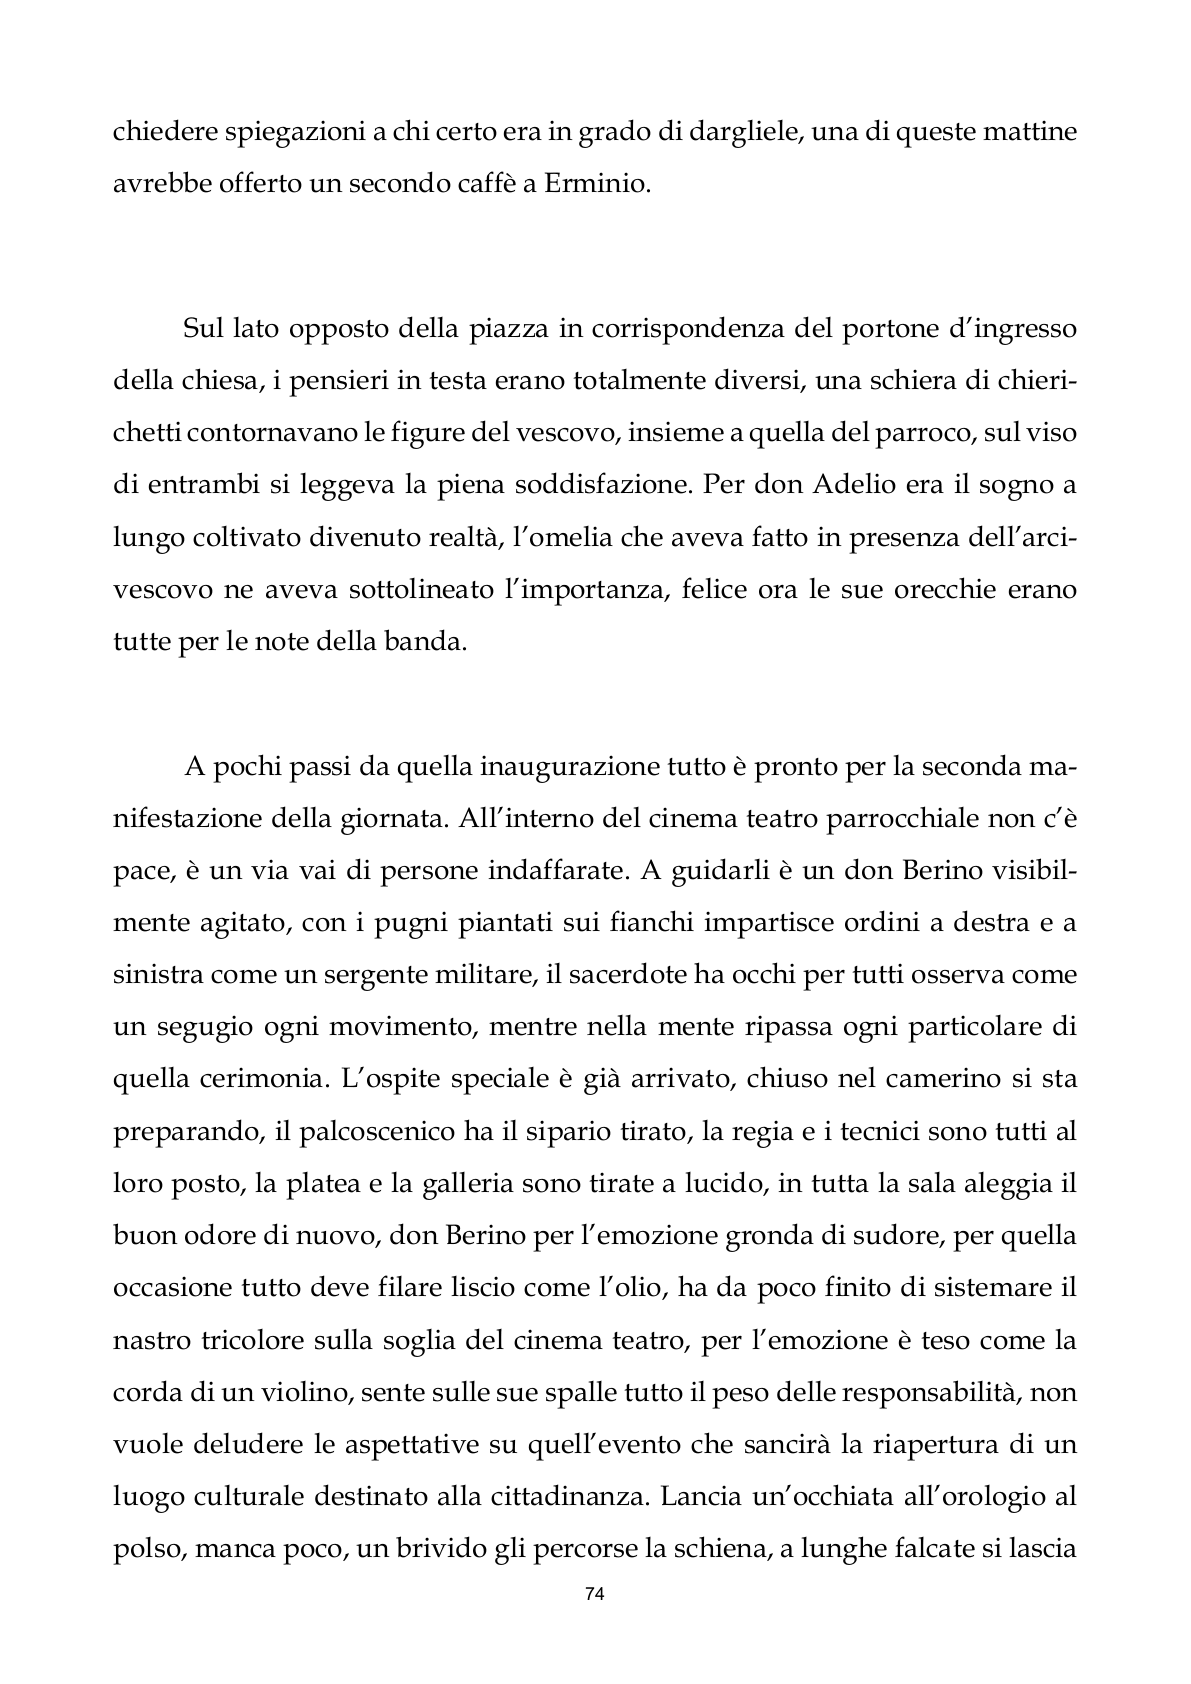 chiedere spiegazioni a chi certo era in grado di dargliele, una di queste mattine
avrebbe offerto un secondo caffè a Erminio.
Sul lato opposto della piazza in corrispondenza del portone d’ingresso
della chiesa, i pensieri in testa erano totalmente diversi, una schiera di chieri-
chetti contornavano le figure del vescovo, insieme a quella del parroco, sul viso
di entrambi si leggeva la piena soddisfazione. Per don Adelio era il sogno a
lungo coltivato divenuto realtà, l’omelia che aveva fatto in presenza dell’arci-
vescovo ne aveva sottolineato l’importanza, felice ora le sue orecchie erano
tutte per le note della banda.
A pochi passi da quella inaugurazione tutto è pronto per la seconda ma-
nifestazione della giornata. All’interno del cinema teatro parrocchiale non c’è
pace, è un via vai di persone indaffarate. A guidarli è un don Berino visibil-
mente agitato, con i pugni piantati sui fianchi impartisce ordini a destra e a
sinistra come un sergente militare, il sacerdote ha occhi per tutti osserva come
un segugio ogni movimento, mentre nella mente ripassa ogni particolare di
quella cerimonia. L’ospite speciale è già arrivato, chiuso nel camerino si sta
preparando, il palcoscenico ha il sipario tirato, la regia e i tecnici sono tutti al
loro posto, la platea e la galleria sono tirate a lucido, in tutta la sala aleggia il
buon odore di nuovo, don Berino per l’emozione gronda di sudore, per quella
occasione tutto deve filare liscio come l’olio, ha da poco finito di sistemare il
nastro tricolore sulla soglia del cinema teatro, per l’emozione è teso come la
corda di un violino, sente sulle sue spalle tutto il peso delle responsabilità, non
vuole deludere le aspettative su quell’evento che sancirà la riapertura di un
luogo culturale destinato alla cittadinanza. Lancia un’occhiata all’orologio al
polso, manca poco, un brivido gli percorse la schiena, a lunghe falcate si lascia
74